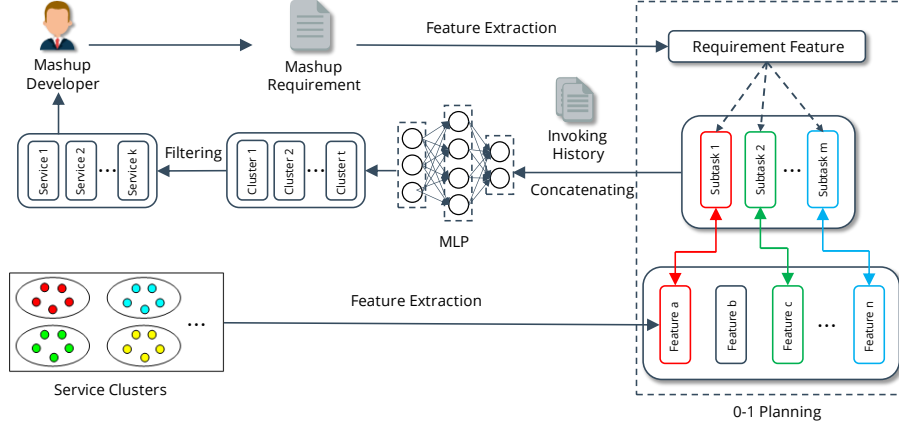 Mashup
Developer
Mashup
Requirement
Feature Extraction
Requirement Feature
Invoking
History
Concatenating
Subtask 1
Subtask 2
...
Subtask m
Service 1
Service 2
...
Service k
Filtering
Cluster 1
Cluster 2
...
Cluster t
MLP
Feature Extraction
...
Service Clusters
Feature a
Feature b
Feature c
...
Feature n
0-1 Planning